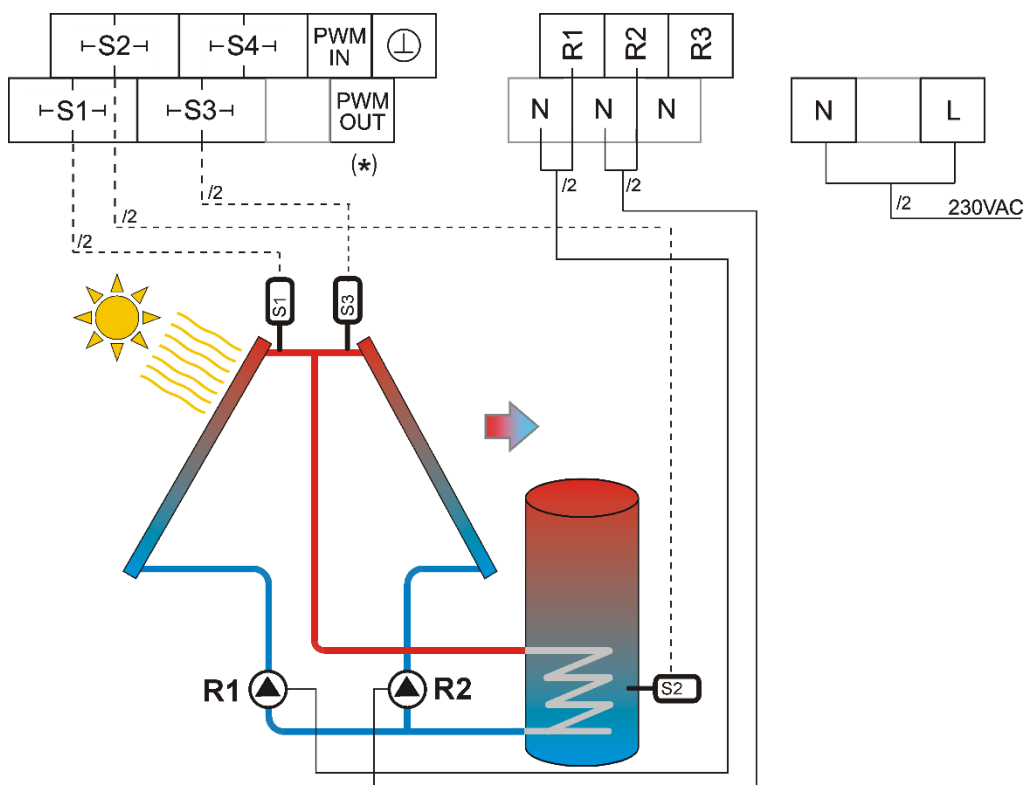 S2 S4 PWM IN R1 R2 R3
S1 S3 PWM OUT N N N N L
(*)
/2 /2 /2 /2 /2 /2 230VAC
S1 S3
R1 R2 S2